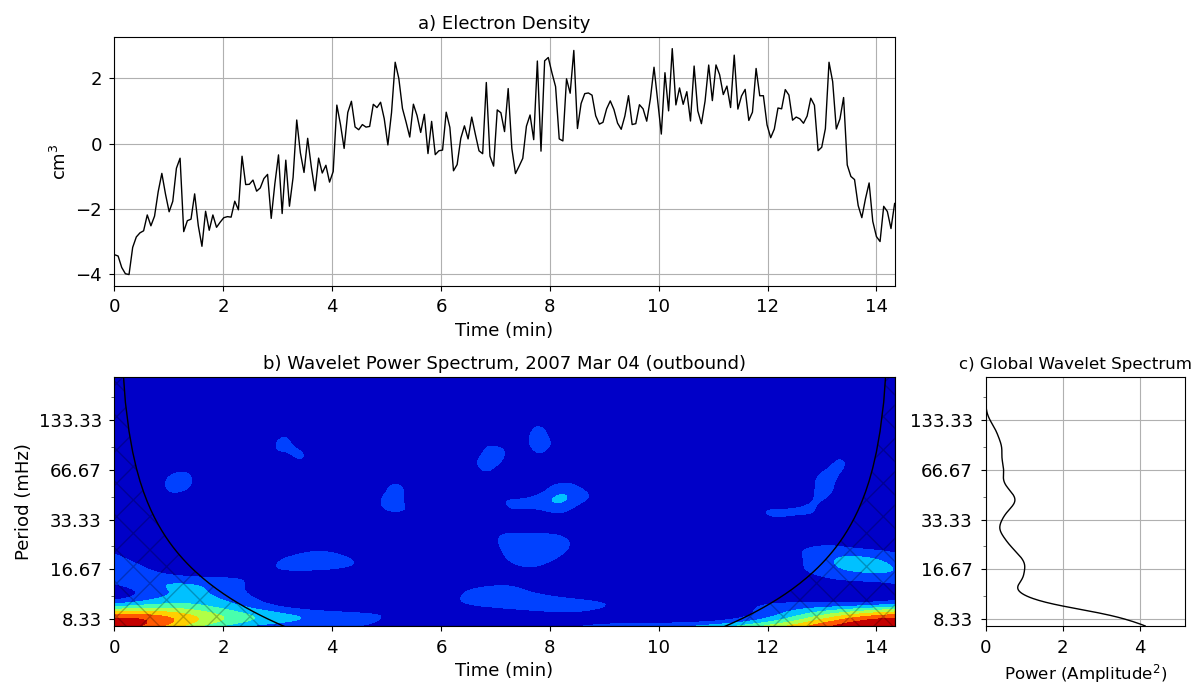 a) Electron Density
cm³
2
0
−2
−4
0 2 4 6 8 10 12 14
Time (min)
b) Wavelet Power Spectrum, 2007 Mar 04 (outbound)
Period (mHz)
133.33
66.67
33.33
16.67
8.33
0 2 4 6 8 10 12 14
Time (min)
c) Global Wavelet Spectrum
133.33
66.67
33.33
16.67
8.33
0 2 4
Power (Amplitude²)